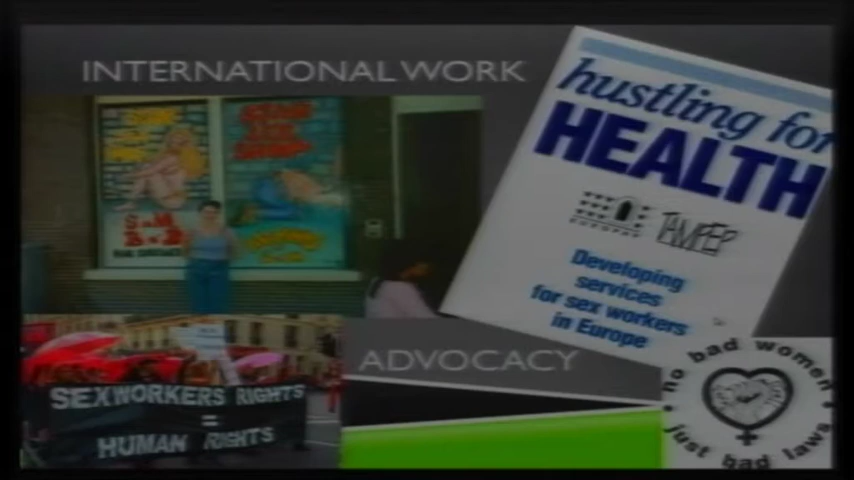 INTERNATIONAL WORK
hustling for
HEALTH
EUROPAP
TAMPEP
Developing
services
for sex workers
in Europe
ADVOCACY
SEXWORKERS RIGHTS
=
HUMAN RIGHTS
no bad women
just bad laws